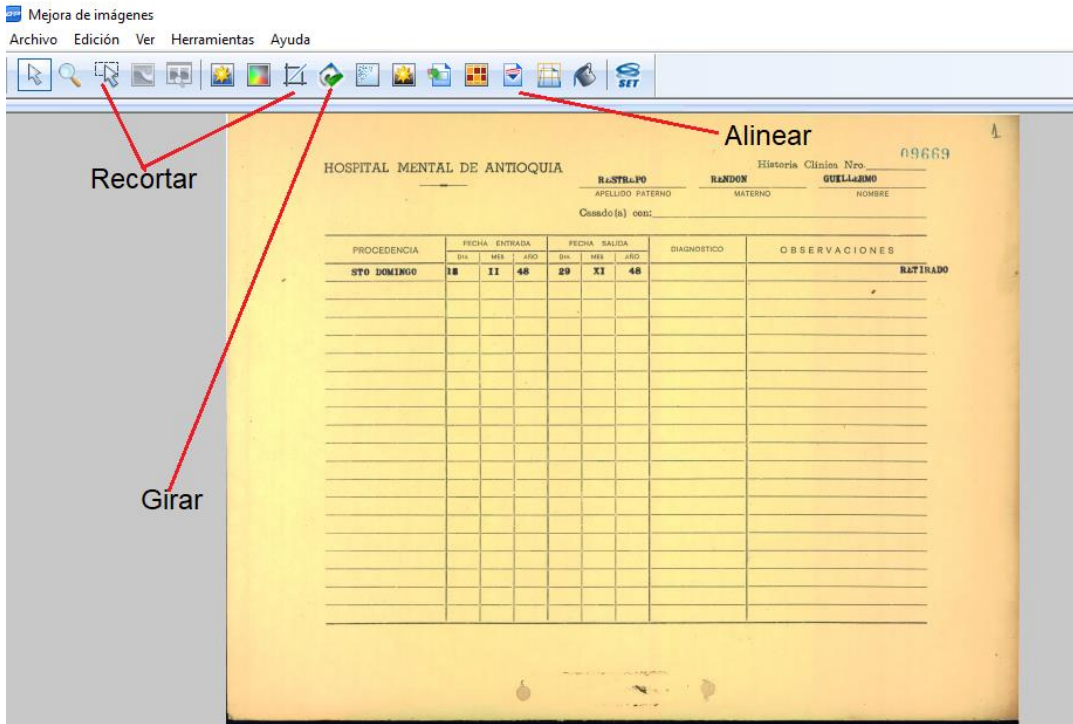 Mejora de imágenes
Archivo Edición Ver Herramientas Ayuda
SET
Alinear
Recortar
Girar
1
HOSPITAL MENTAL DE ANTIOQUIA
Historia Clínica Nro. 09669
RESTREPO RENDON GUILLERMO
APELLIDO PATERNO MATERNO NOMBRE
Casado (a) con:
PROCEDENCIA FECHA ENTRADA FECHA SALIDA DIAGNOSTICO OBSERVACIONES
DIA MES AÑO DIA MES AÑO
STO DOMINGO 18 II 48 29 XI 48 RETIRADO